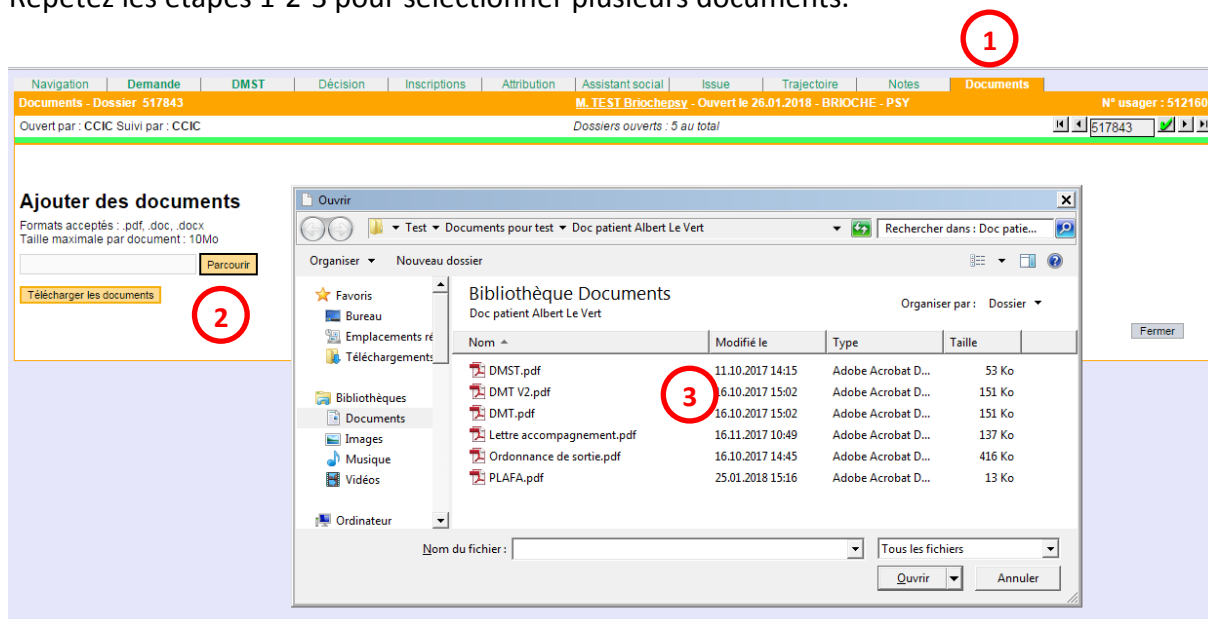 Répétez les étapes 1-2-3 pour sélectionner plusieurs documents.
1
Navigation Demande DMST Décision Inscriptions Attribution Assistant social Issue Trajectoire Notes Documents
Documents - Dossier 517843 M. TEST Briochepsy - Ouvert le 26.01.2018 - BRIOCHE - PSY N° usager : 512160
Ouvert par : CCIC Suivi par : CCIC Dossiers ouverts : 5 au total 517843
Ajouter des documents
Formats acceptés : .pdf, .doc, .docx
Taille maximale par document : 10Mo
Parcourir
Télécharger les documents
2
Ouvrir
Test Documents pour test Doc patient Albert Le Vert Rechercher dans : Doc patie...
Organiser Nouveau dossier
Favoris
Bureau
Emplacements ré
Téléchargements
Bibliothèques
Documents
Images
Musique
Vidéos
Ordinateur
Bibliothèque Documents
Doc patient Albert Le Vert
Organiser par : Dossier
Nom Modifié le Type Taille
DMST.pdf 11.10.2017 14:15 Adobe Acrobat D... 53 Ko
DMT V2.pdf 16.10.2017 15:02 Adobe Acrobat D... 151 Ko
DMT.pdf 16.10.2017 15:02 Adobe Acrobat D... 151 Ko
Lettre accompagnement.pdf 16.11.2017 10:49 Adobe Acrobat D... 137 Ko
Ordonnance de sortie.pdf 16.10.2017 14:45 Adobe Acrobat D... 416 Ko
PLAFA.pdf 25.01.2018 15:16 Adobe Acrobat D... 13 Ko
3
Nom du fichier : Tous les fichiers
Ouvrir Annuler
Fermer